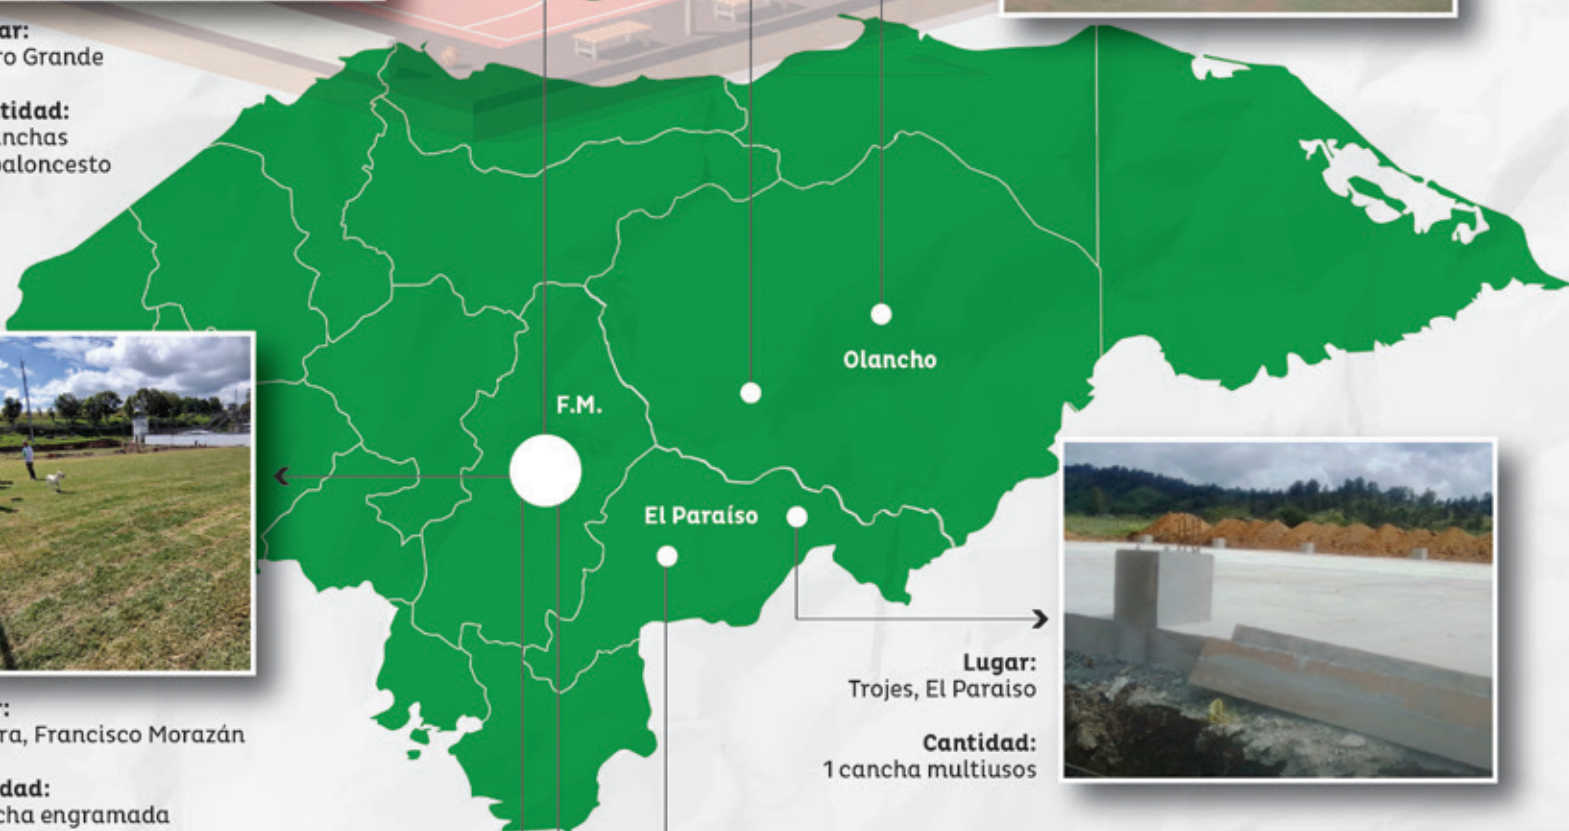 ar:
ro Grande
tidad:
nchas
baloncesto
Olancho
F.M.
El Paraíso
Lugar:
Trojes, El Paraiso
Cantidad:
1 cancha multiusos
r:
ra, Francisco Morazán
dad:
cha engramada